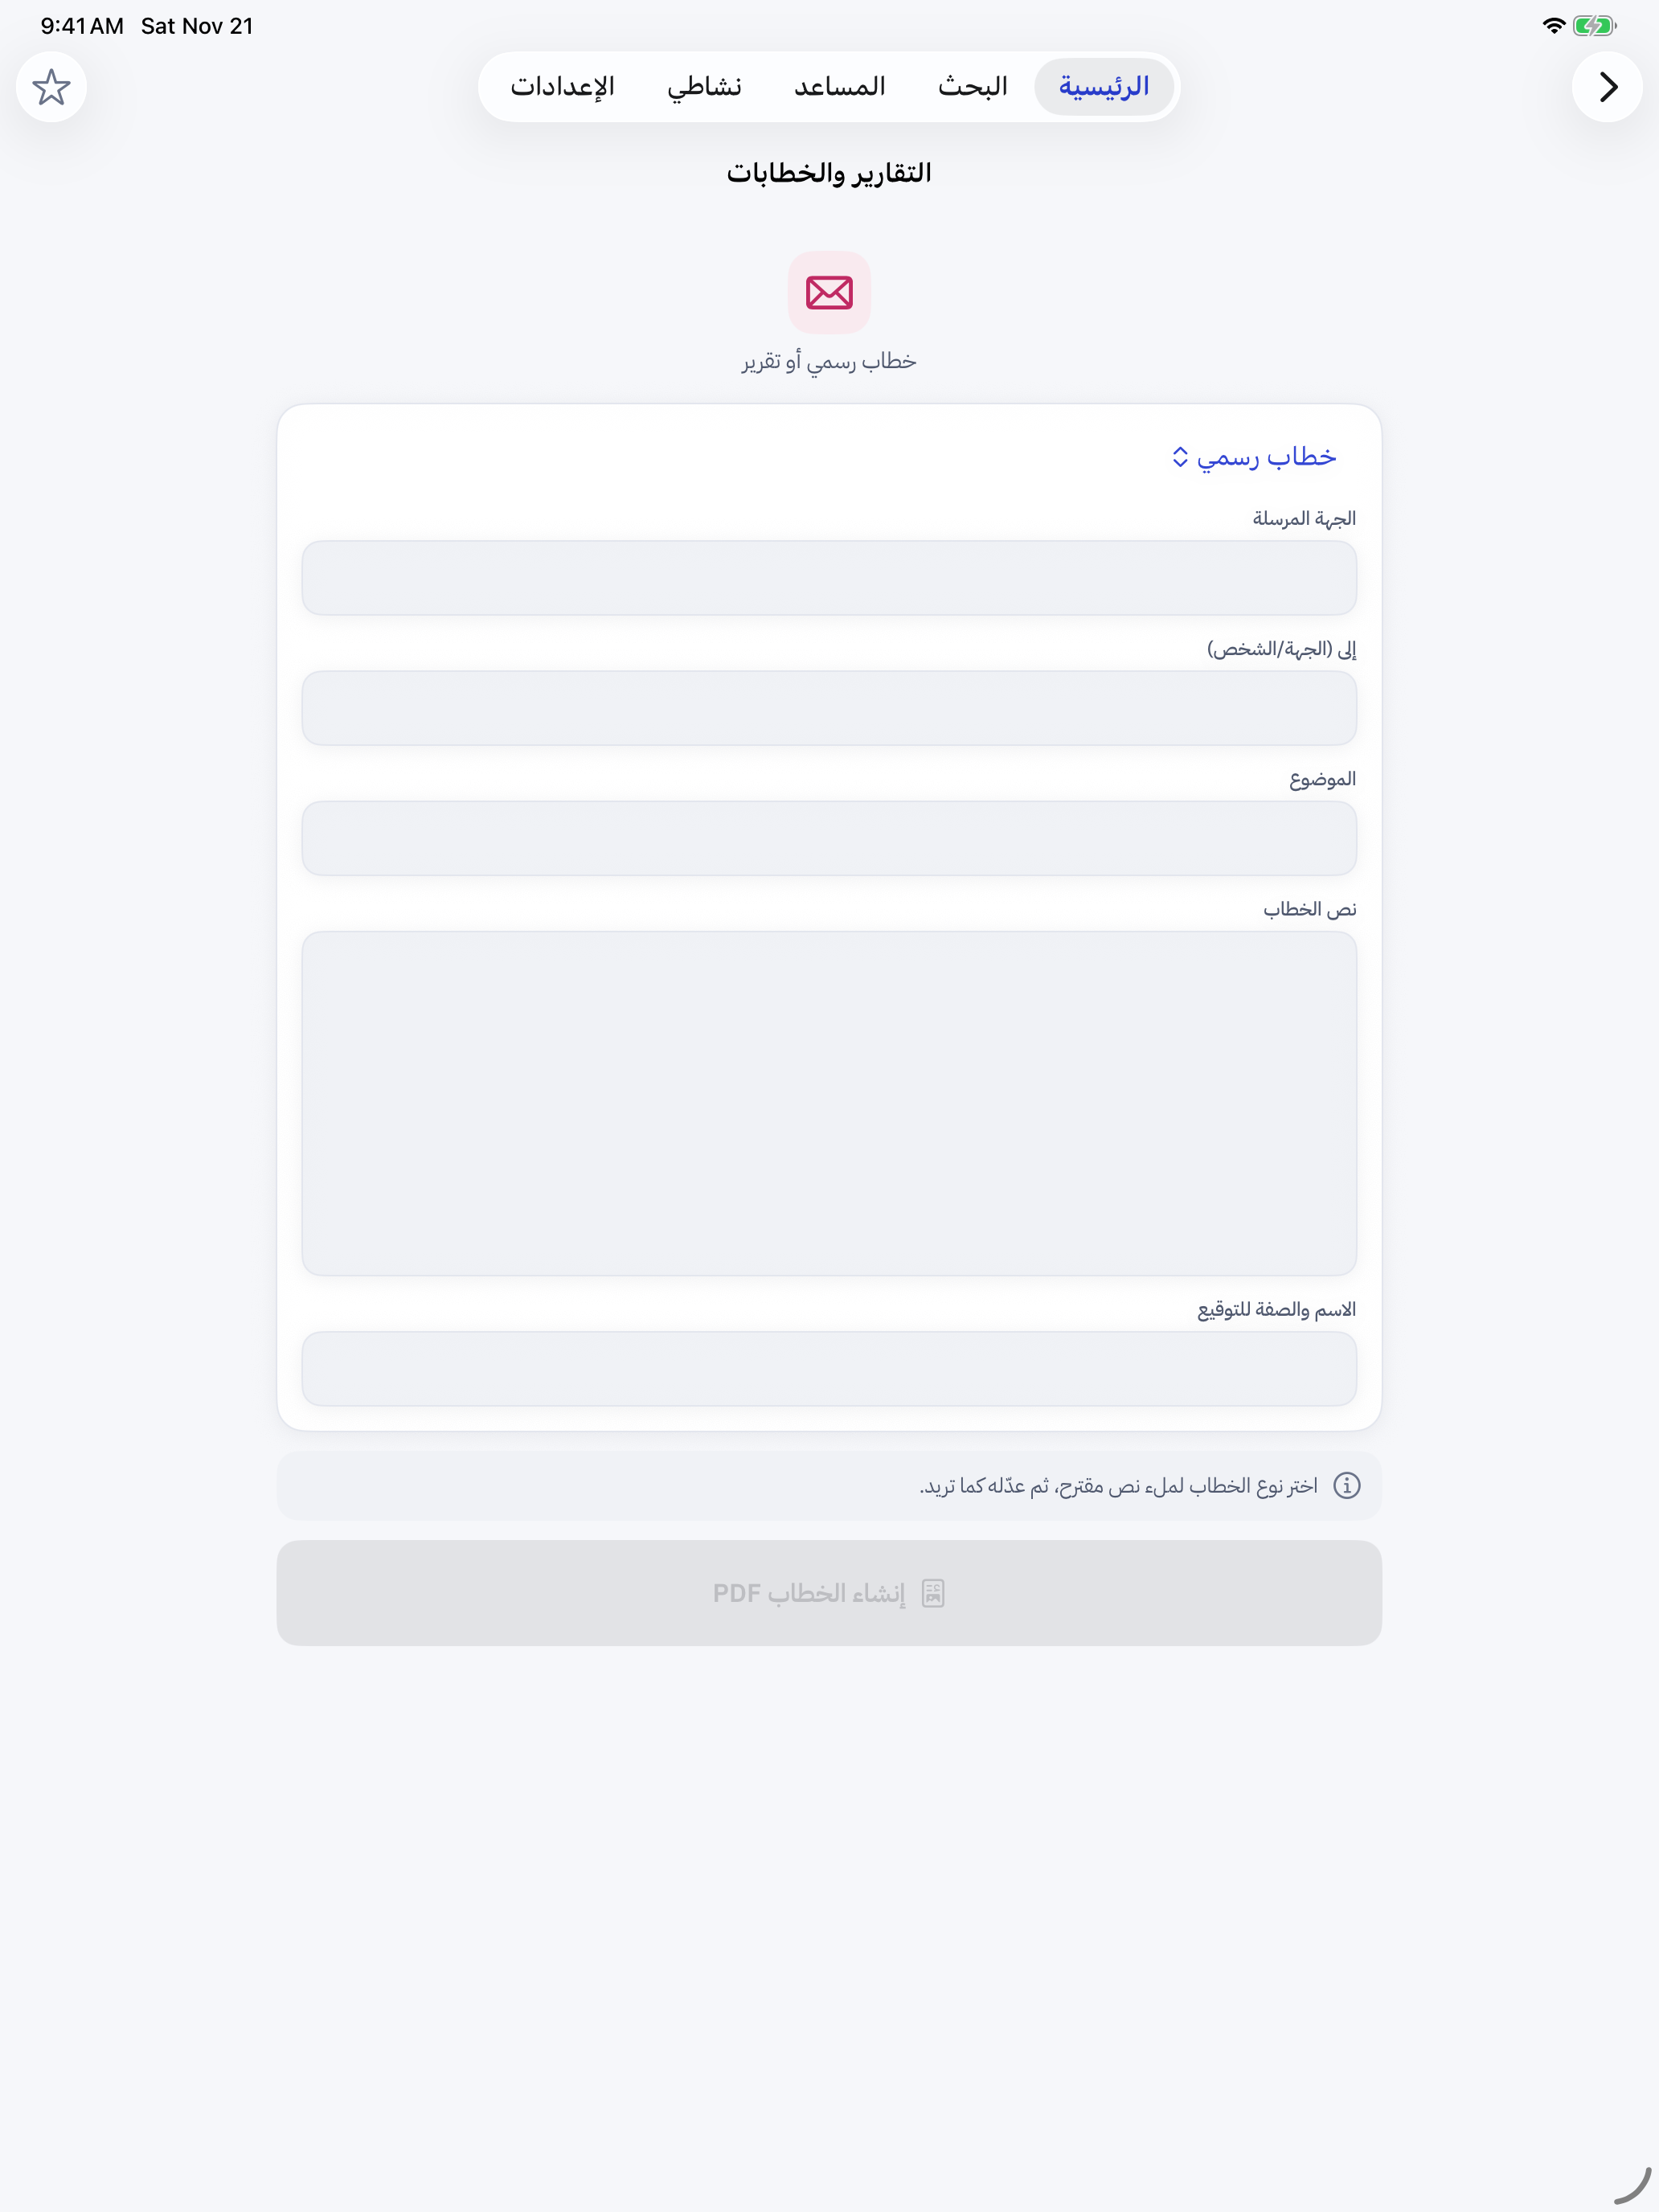 9:41 AM Sat Nov 21
الرئيسية البحث المساعد نشاطي الإعدادات
التقارير والخطابات
خطاب رسمي أو تقرير
خطاب رسمي
الجهة المرسلة
إلى (الجهة/الشخص)
الموضوع
نص الخطاب
الاسم والصفة للتوقيع
اختر نوع الخطاب لملء نص مقترح، ثم عدّله كما تريد.
إنشاء الخطاب PDF